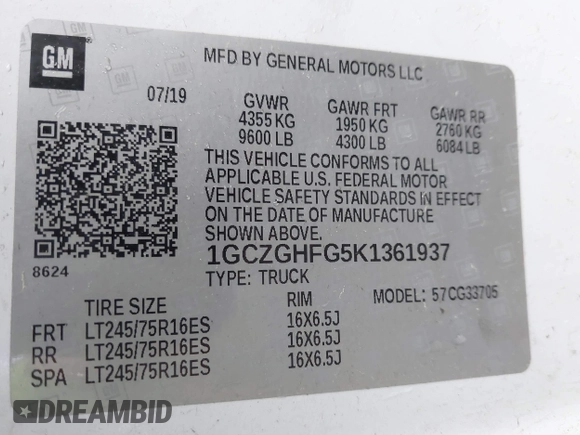 GM
MFD BY GENERAL MOTORS LLC
07/19 GVWR GAWR FRT GAWR RR
4355 KG 1950 KG 2760 KG
9600 LB 4300 LB 6084 LB
THIS VEHICLE CONFORMS TO ALL
APPLICABLE U.S. FEDERAL MOTOR
VEHICLE SAFETY STANDARDS IN EFFECT
ON THE DATE OF MANUFACTURE
SHOWN ABOVE.
8624 1GCZGHFG5K1361937
TYPE: TRUCK
MODEL: 57CG33705
TIRE SIZE RIM
FRT LT245/75R16ES 16X6.5J
RR LT245/75R16ES 16X6.5J
SPA LT245/75R16ES 16X6.5J
DREAMBID